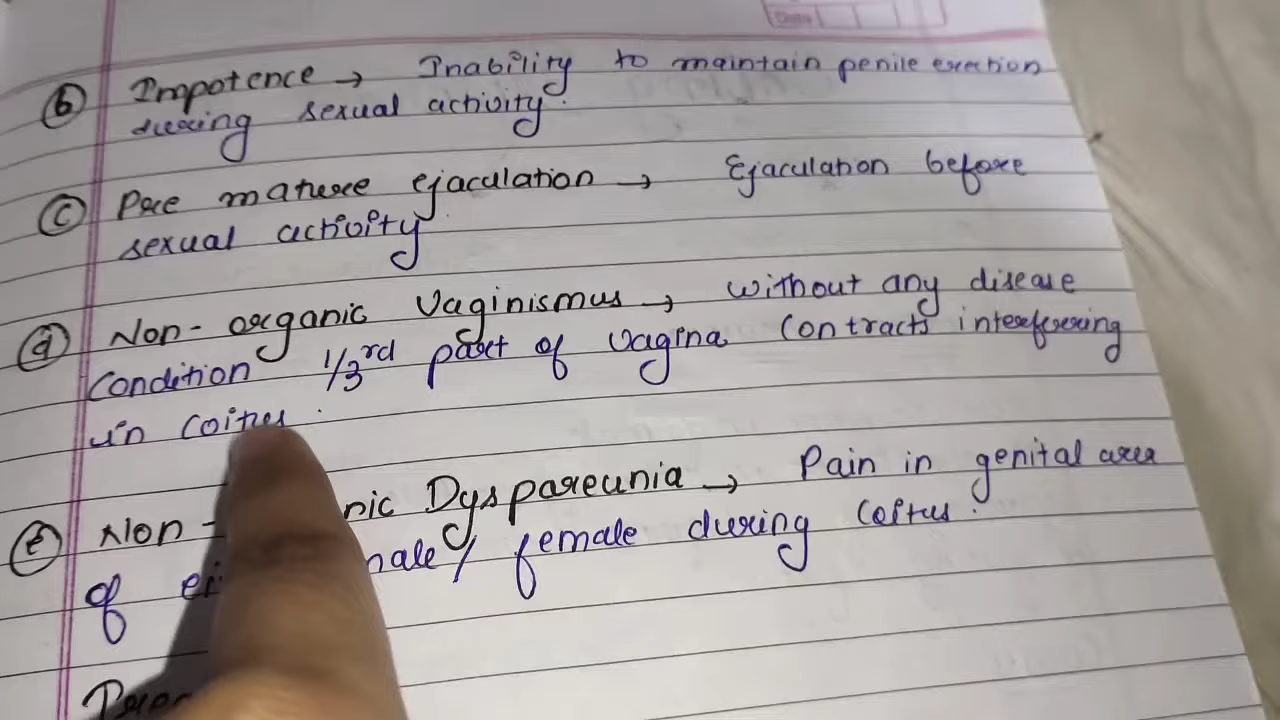 Date
(b) Impotence → Inability to maintain penile erection
during sexual activity.
(c) Pre mature ejaculation → Ejaculation before
sexual activity
(d) Non-organic Vaginismus → without any disease
condition 1/3rd part of vagina contracts interfering
in coitus.
(e) Non- nic Dyspareunia → Pain in genital area
of male/female during coitus.